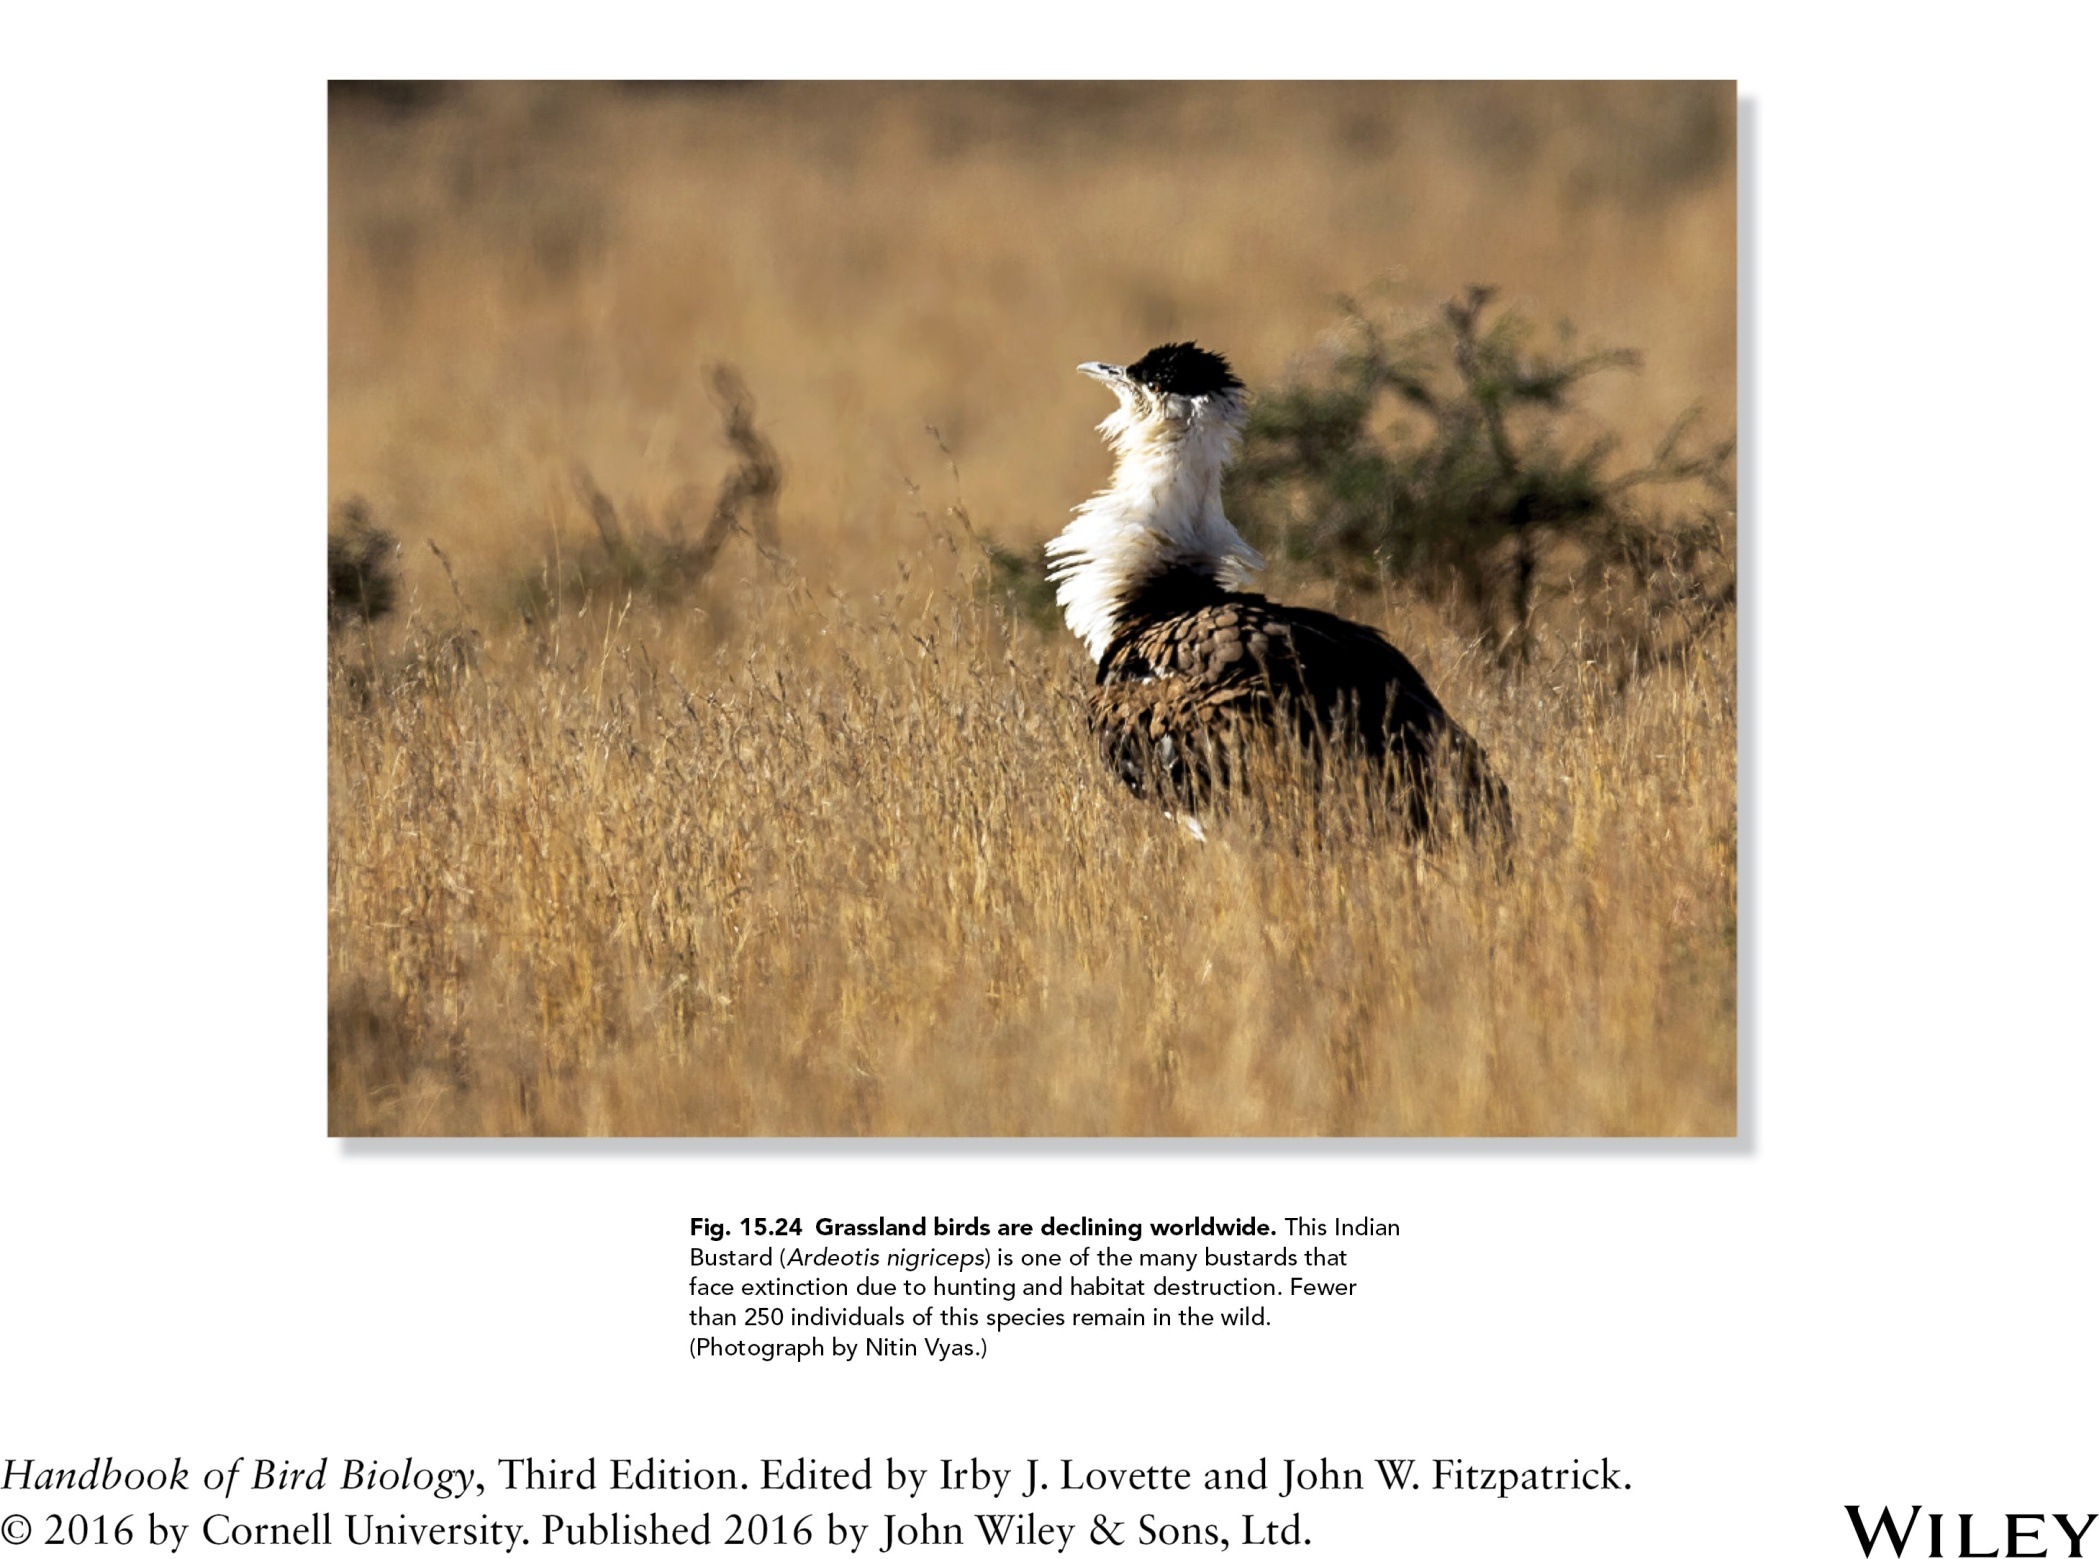 Fig. 15.24 Grassland birds are declining worldwide. This Indian
Bustard (Ardeotis nigriceps) is one of the many bustards that
face extinction due to hunting and habitat destruction. Fewer
than 250 individuals of this species remain in the wild.
(Photograph by Nitin Vyas.)
Handbook of Bird Biology, Third Edition. Edited by Irby J. Lovette and John W. Fitzpatrick.
© 2016 by Cornell University. Published 2016 by John Wiley & Sons, Ltd.
WILEY